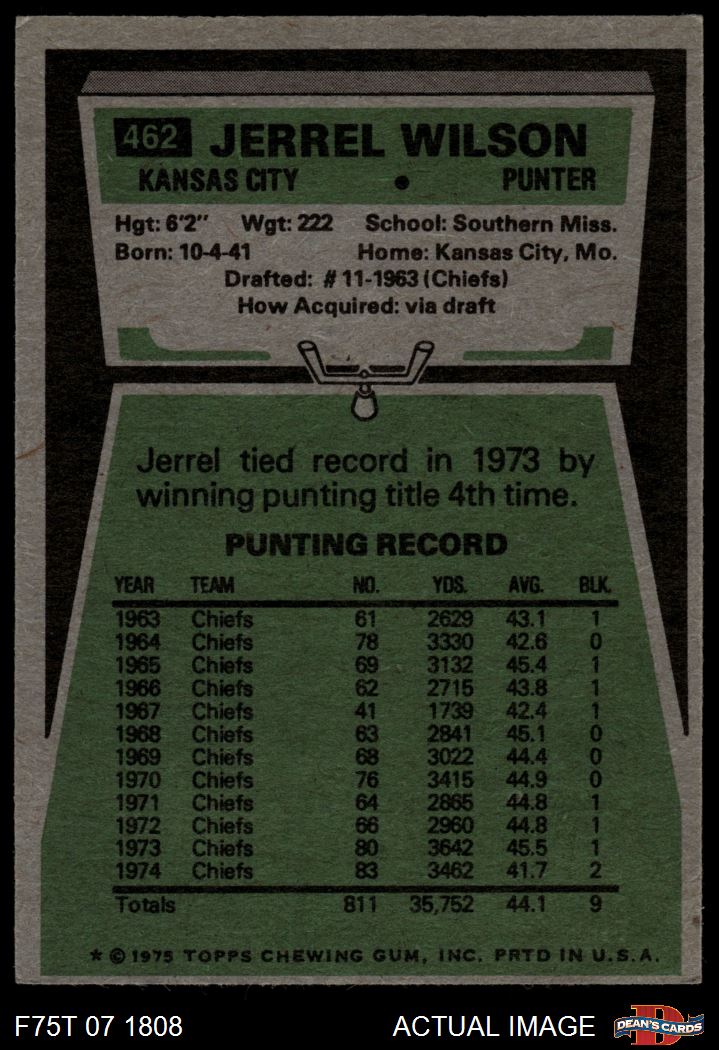 462 JERREL WILSON
KANSAS CITY • PUNTER
Hgt: 6'2" Wgt: 222 School: Southern Miss.
Born: 10-4-41 Home: Kansas City, Mo.
Drafted: # 11-1963 (Chiefs)
How Acquired: via draft
Jerrel tied record in 1973 by
winning punting title 4th time.
PUNTING RECORD
YEAR TEAM NO. YDS. AVG. BLK.
1963 Chiefs 61 2629 43.1 1
1964 Chiefs 78 3330 42.6 0
1965 Chiefs 69 3132 45.4 1
1966 Chiefs 62 2715 43.8 1
1967 Chiefs 41 1739 42.4 1
1968 Chiefs 63 2841 45.1 0
1969 Chiefs 68 3022 44.4 0
1970 Chiefs 76 3415 44.9 0
1971 Chiefs 64 2865 44.8 1
1972 Chiefs 66 2960 44.8 1
1973 Chiefs 80 3642 45.5 1
1974 Chiefs 83 3462 41.7 2
Totals 811 35,752 44.1 9
* © 1975 TOPPS CHEWING GUM, INC. PRTD IN U.S.A.
F75T 07 1808 ACTUAL IMAGE D DEAN'S CARDS